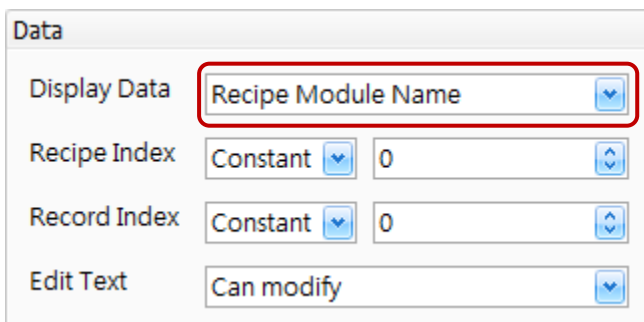 Data
Display Data Recipe Module Name
Recipe Index Constant 0
Record Index Constant 0
Edit Text Can modify